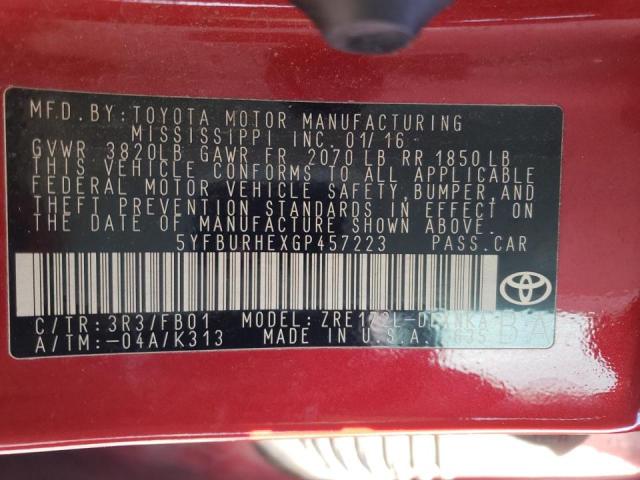 MFD.BY:TOYOTA MOTOR MANUFACTURING
MISSISSIPPI INC. 01/16
GVWR 3820LB GAWR FR 2070 LB RR 1850LB
THIS VEHICLE CONFORMS TO ALL APPLICABLE
FEDERAL MOTOR VEHICLE SAFETY, BUMPER, AND
THEFT PREVENTION STANDARDS IN EFFECT ON
THE DATE OF MANUFACTURE SHOWN ABOVE.
5YFBURHEXGP457223 PASS.CAR
C/TR: 3R3/FB01 MODEL:
A/TM:-04A/K313 MADE IN U.S.A.